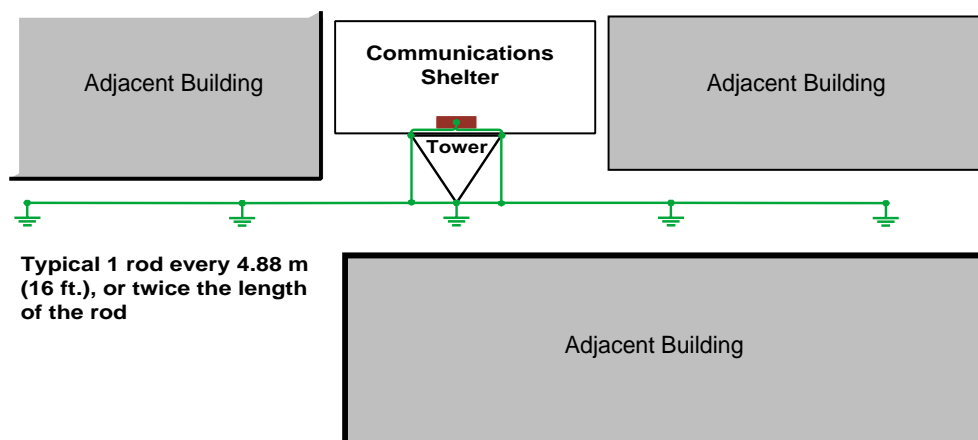 Adjacent Building
Communications
Shelter
Adjacent Building
Tower
Typical 1 rod every 4.88 m
(16 ft.), or twice the length
of the rod
Adjacent Building